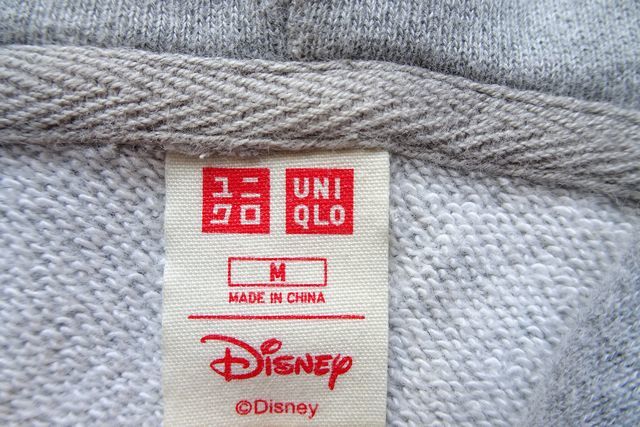 ユニ UNI
クロ QLO
M
MADE IN CHINA
Disney
©Disney